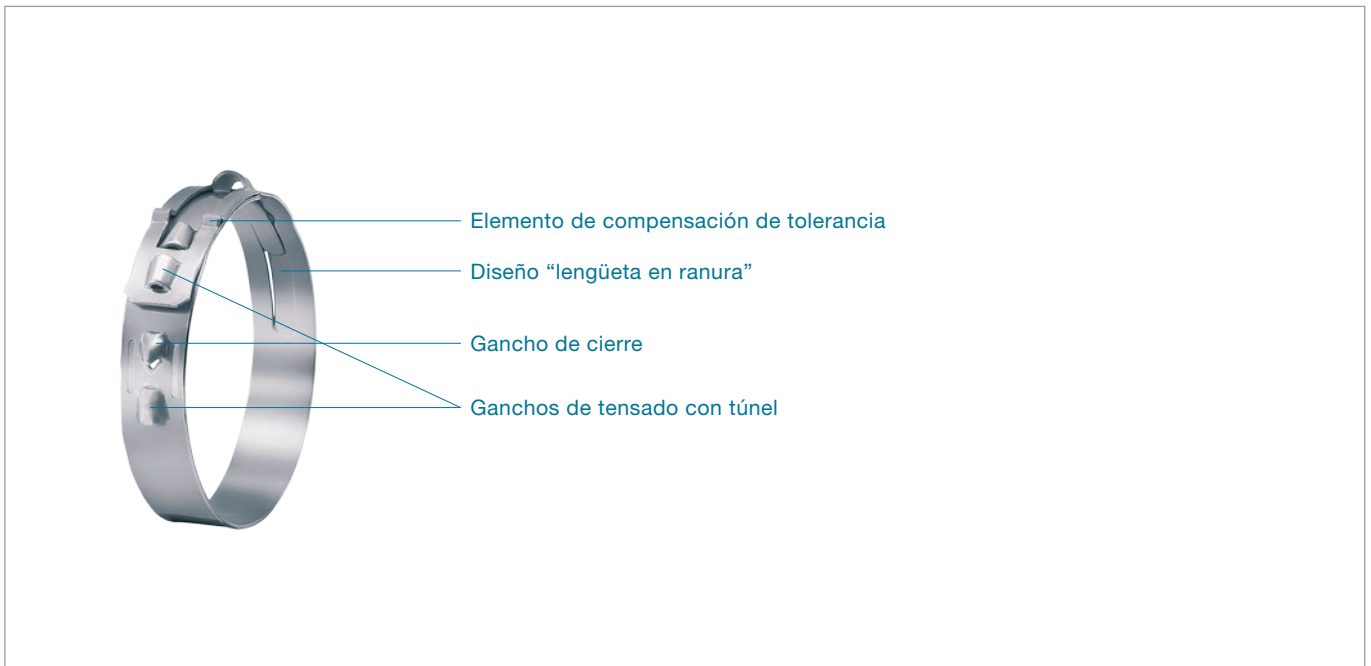 Elemento de compensación de tolerancia
Diseño “lengüeta en ranura”
Gancho de cierre
Ganchos de tensado con túnel